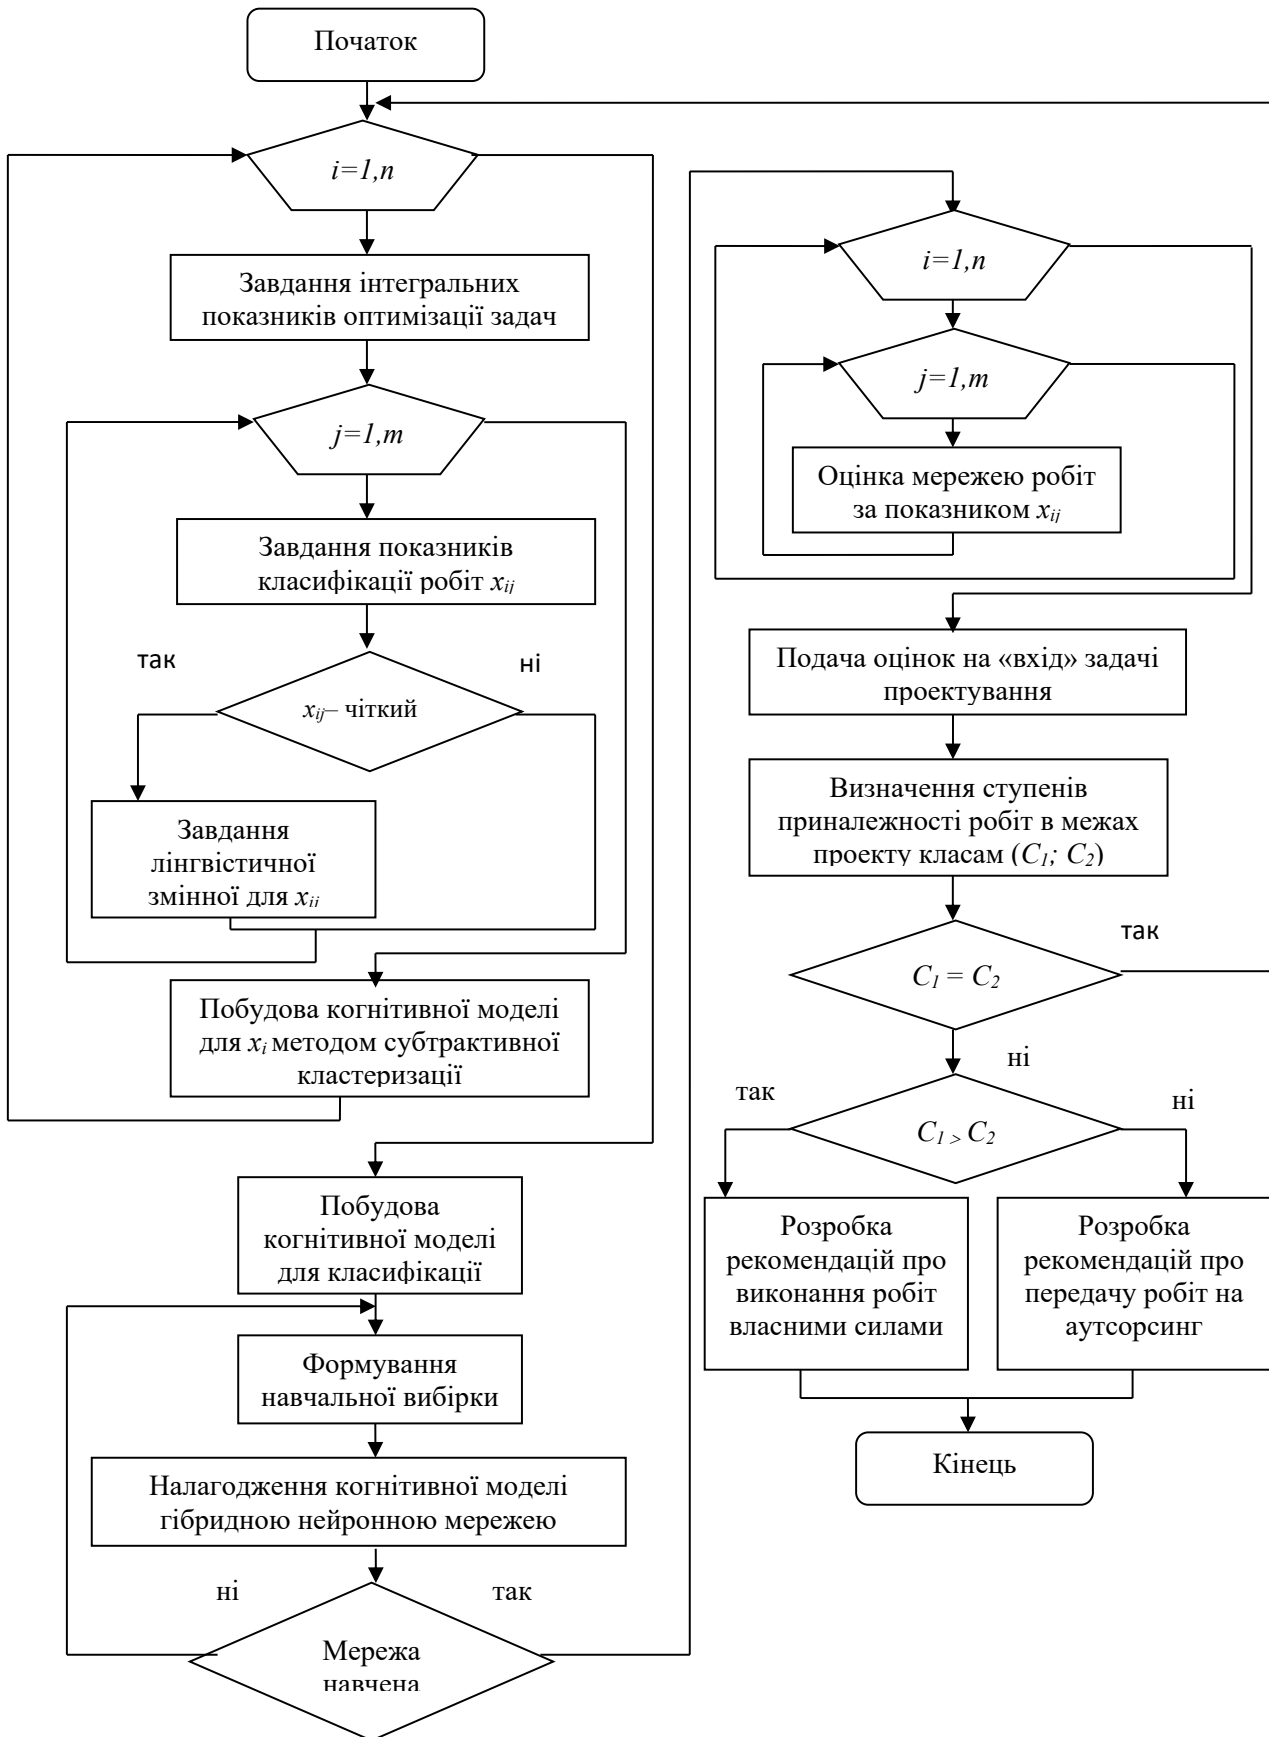 Початок
i=1,n
Завдання інтегральних
показників оптимізації задач
j=1,m
Завдання показників
класифікації робіт xij
так
ні
xij– чіткий
Завдання
лінгвістичної
змінної для xij
Побудова когнітивної моделі
для xi методом субтрактивної
кластеризації
Побудова
когнітивної моделі
для класифікації
Формування
навчальної вибірки
Налагодження когнітивної моделі
гібридною нейронною мережею
ні
так
Мережа
навчена
i=1,n
j=1,m
Оцінка мережею робіт
за показником xij
Подача оцінок на «вхід» задачі
проектування
Визначення ступенів
приналежності робіт в межах
проекту класам (C1; C2)
так
C1 = C2
ні
так
ні
C1 > C2
Розробка
рекомендацій про
виконання робіт
власними силами
Розробка
рекомендацій про
передачу робіт на
аутсорсинг
Кінець